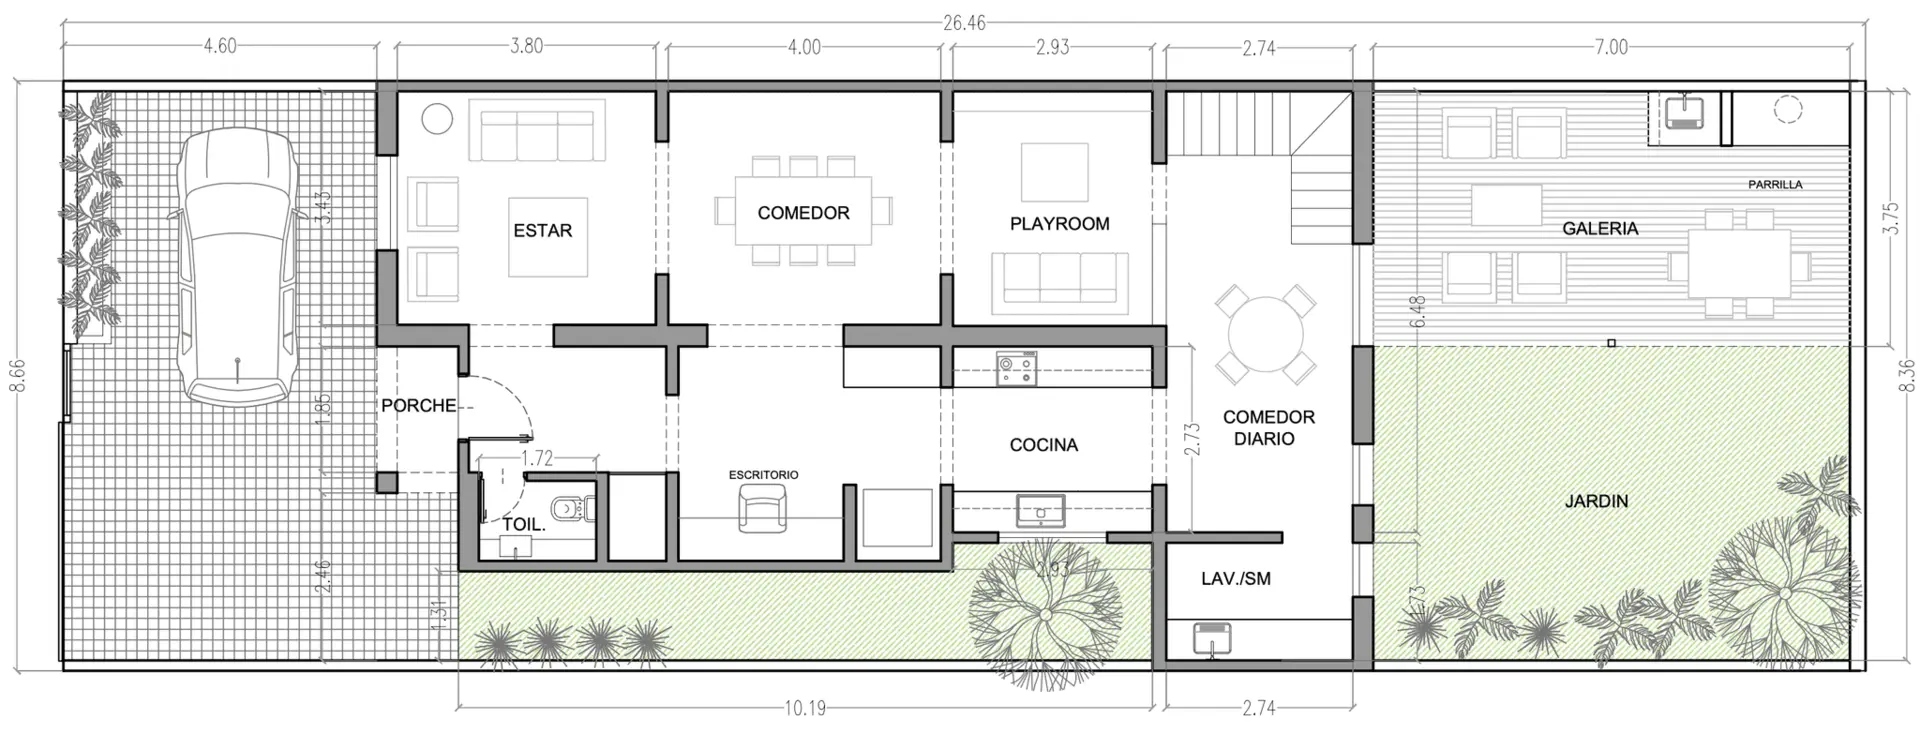 26.46
4.60
3.80
4.00
2.93
2.74
7.00
8.66
3.43
ESTAR
COMEDOR
PLAYROOM
PARRILLA
GALERIA
3.75
6.48
8.36
1.85
PORCHE
COMEDOR
DIARIO
COCINA
2.73
1.72
ESCRITORIO
TOIL.
JARDIN
2.46
1.31
2.93
LAV./SM
.73
10.19
2.74